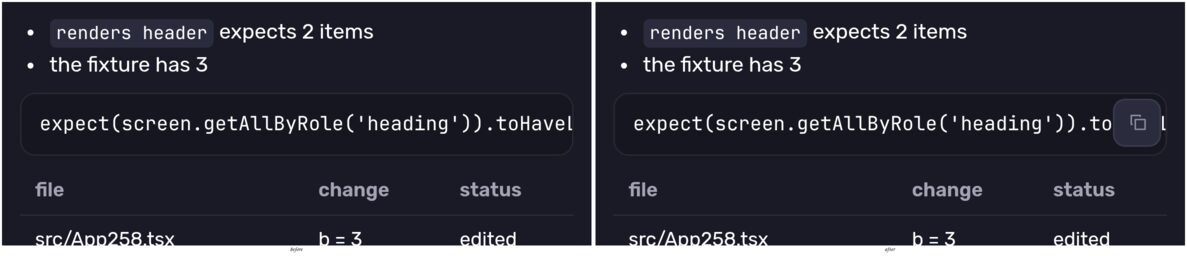 renders header expects 2 items
the fixture has 3
expect(screen.getAllByRole('heading')).toHaveL
file change status
src/App258.tsx b = 3 edited
before
renders header expects 2 items
the fixture has 3
expect(screen.getAllByRole('heading')).to
file change status
src/App258.tsx b = 3 edited
after